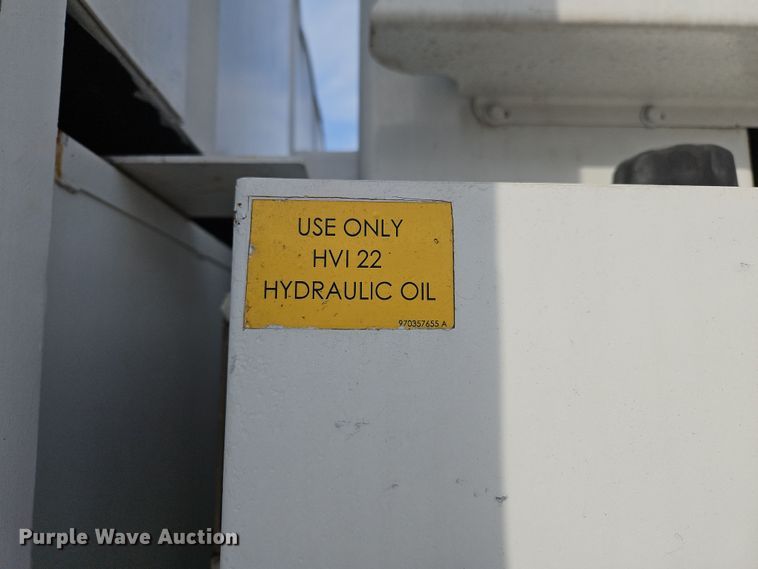 USE ONLY
HVI 22
HYDRAULIC OIL
970357655 A
Purple Wave Auction